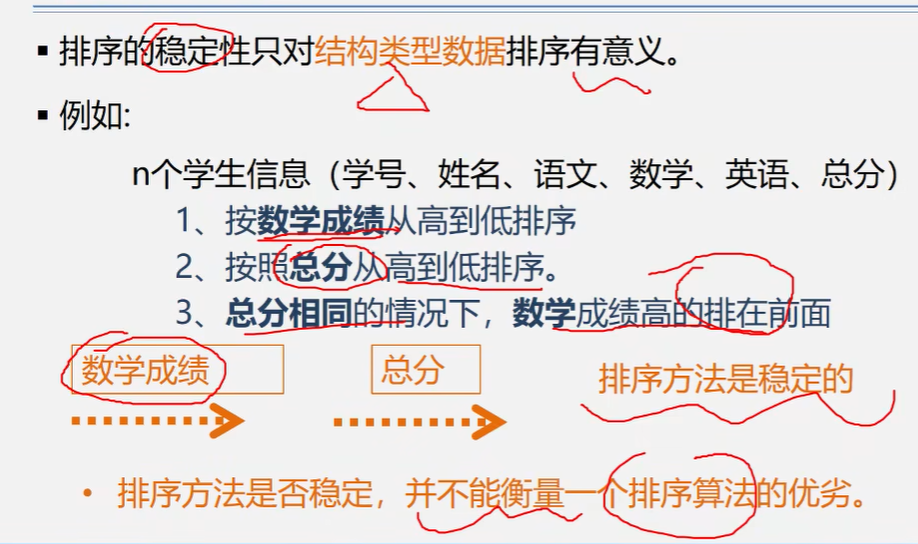 ▪ 排序的稳定性只对结构类型数据排序有意义。
▪ 例如:
n个学生信息（学号、姓名、语文、数学、英语、总分）
1、按数学成绩从高到低排序
2、按照总分从高到低排序。
3、总分相同的情况下，数学成绩高的排在前面
数学成绩 总分 排序方法是稳定的
• 排序方法是否稳定，并不能衡量一个排序算法的优劣。